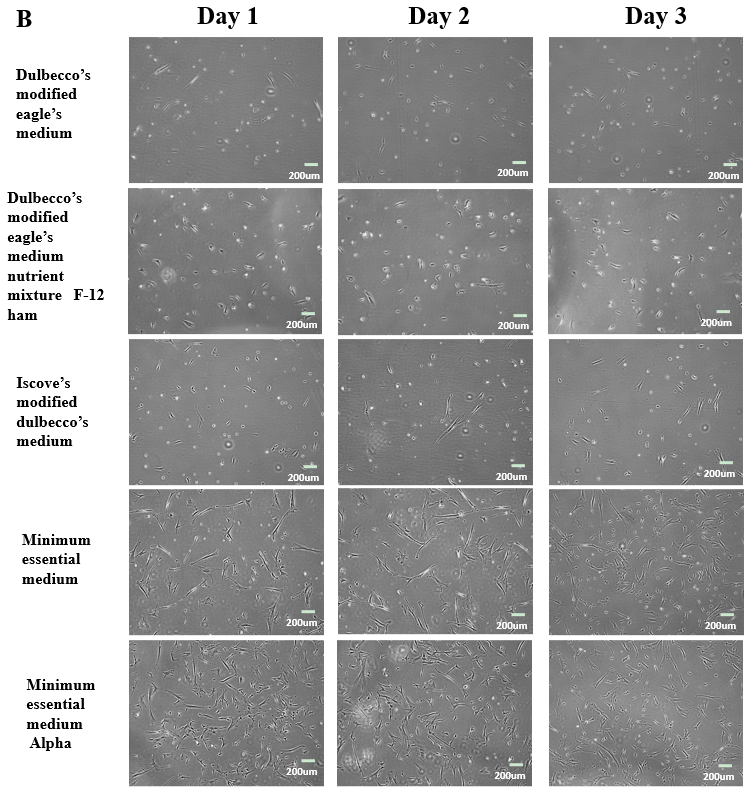 B
Day 1
Day 2
Day 3
Dulbecco's
modified
eagle's
medium
200um
200um
200um
Dulbecco's
modified
eagle's
medium
nutrient
mixture F-12
ham
200um
200um
200um
Iscove's
modified
dulbecco's
medium
200um
200um
200um
Minimum
essential
medium
200um
200um
200um
Minimum
essential
medium
Alpha
200um
200um
200um